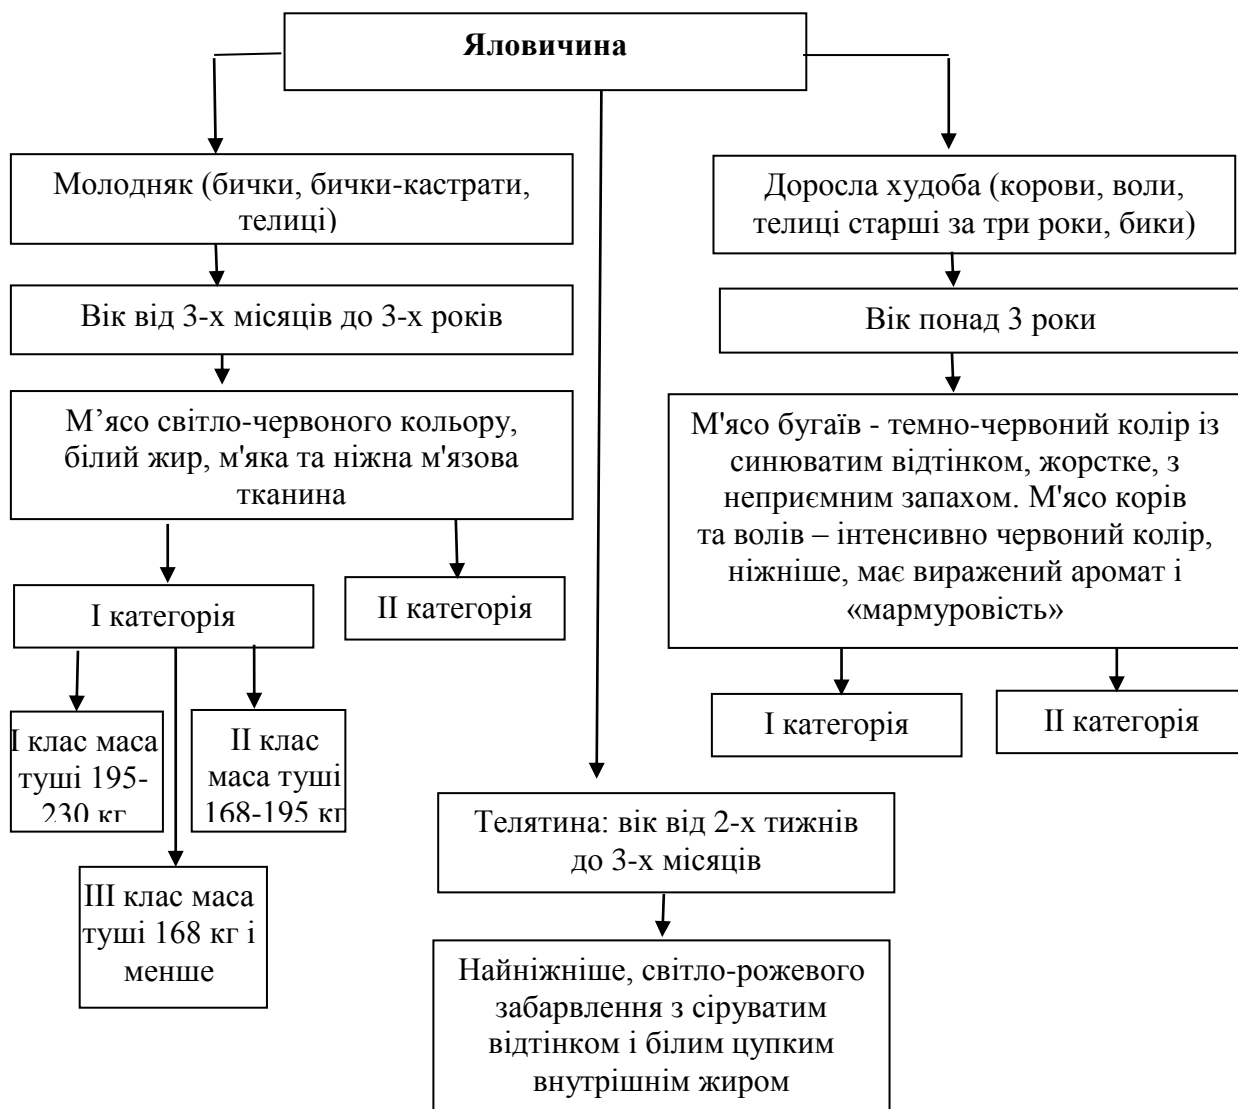 Яловичина
Молодняк (бички, бички-кастрати,
телиці)
Доросла худоба (корови, воли,
телиці старші за три роки, бики)
Вік від 3-х місяців до 3-х років
Вік понад 3 роки
М’ясо світло-червоного кольору,
білий жир, м'яка та ніжна м'язова
тканина
М'ясо бугаїв - темно-червоний колір із
синюватим відтінком, жорстке, з
неприємним запахом. М'ясо корів
та волів – інтенсивно червоний колір,
ніжніше, має виражений аромат і
«мармуровість»
І категорія
ІІ категорія
І категорія
ІІ категорія
І клас маса
туші 195-
230 кг
ІІ клас
маса туші
168-195 кг
ІІІ клас маса
туші 168 кг і
менше
Телятина: вік від 2-х тижнів
до 3-х місяців
Найніжніше, світло-рожевого
забарвлення з сіруватим
відтінком і білим цупким
внутрішнім жиром